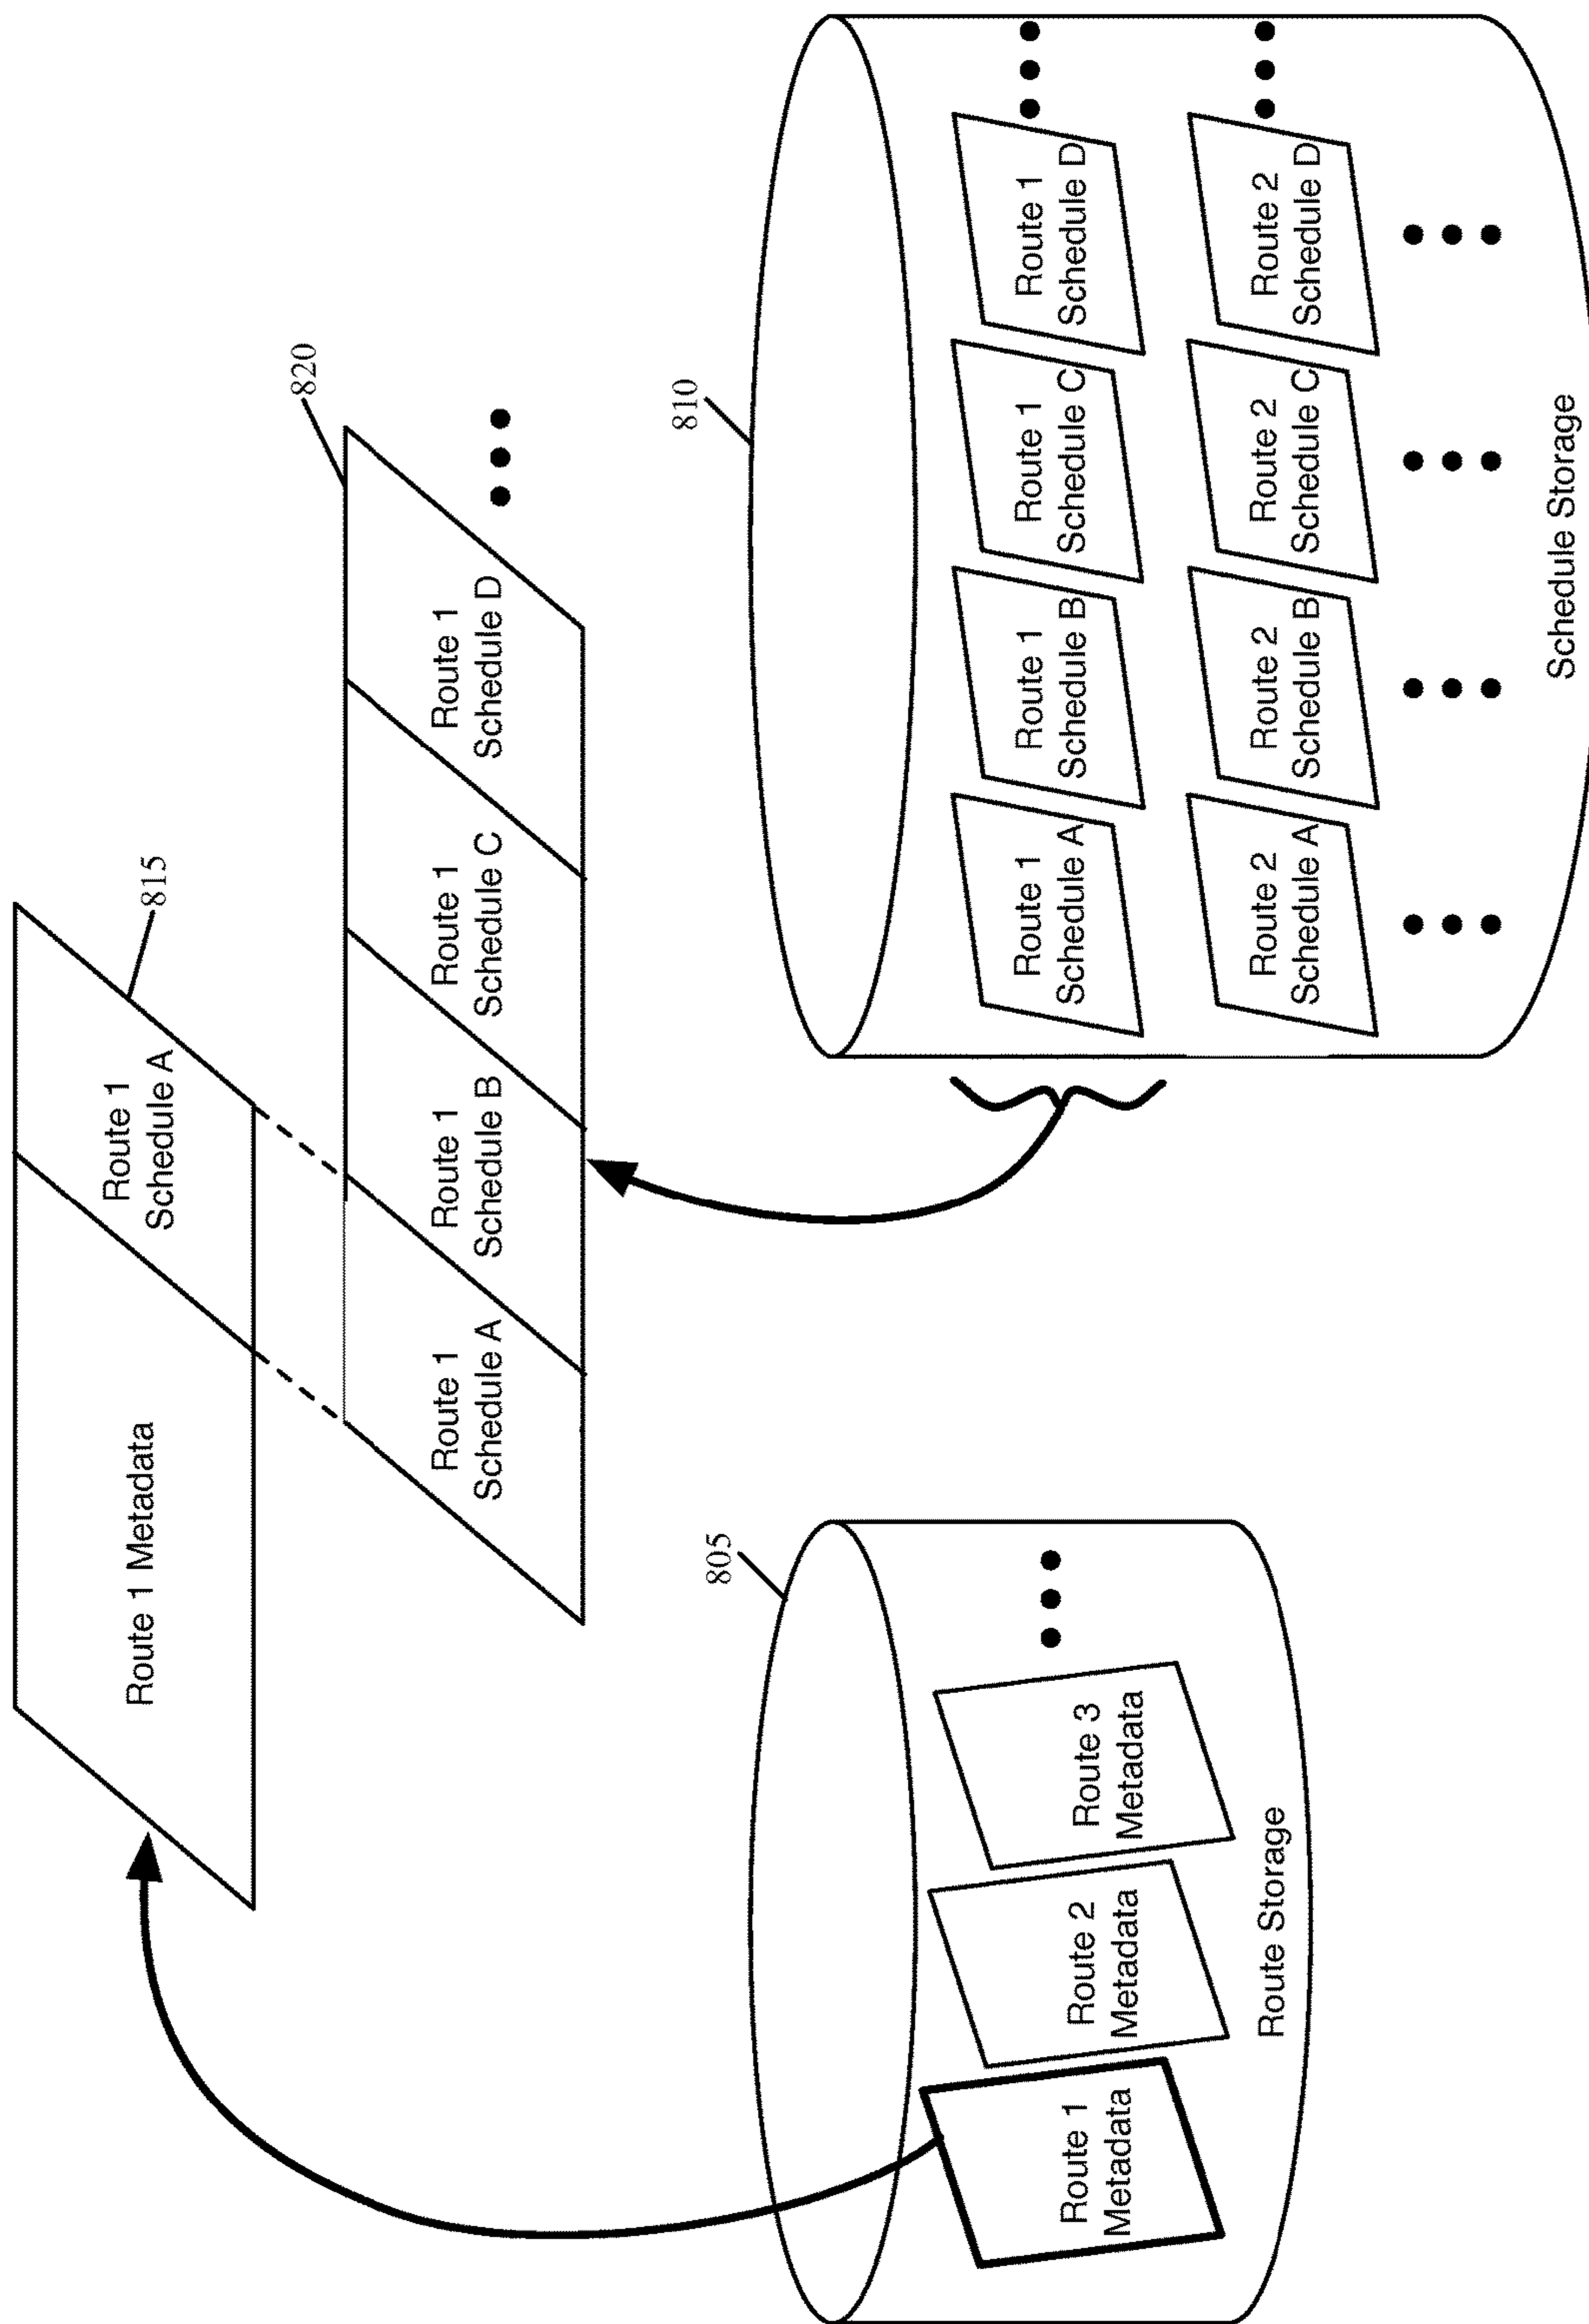 Route 1 Metadata
Route 1
Schedule A
815
820
Route 1
Schedule A
Route 1
Schedule B
Route 1
Schedule C
Route 1
Schedule D
805
Route 1
Metadata
Route 2
Metadata
Route 3
Metadata
Route Storage
810
Route 1
Schedule A
Route 1
Schedule B
Route 1
Schedule C
Route 1
Schedule D
Route 2
Schedule A
Route 2
Schedule B
Route 2
Schedule C
Route 2
Schedule D
Schedule Storage